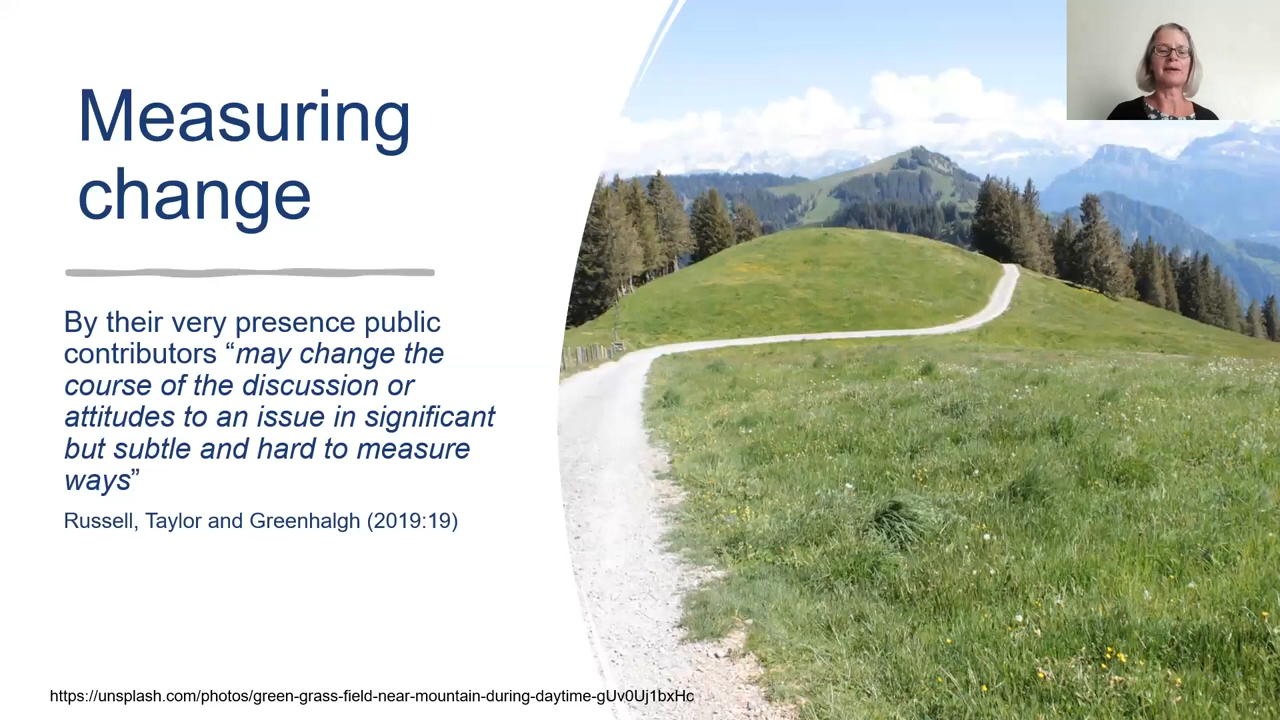 Measuring
change
By their very presence public
contributors “may change the
course of the discussion or
attitudes to an issue in significant
but subtle and hard to measure
ways”
Russell, Taylor and Greenhalgh (2019:19)
https://unsplash.com/photos/green-grass-field-near-mountain-during-daytime-gUv0Uj1bxHc